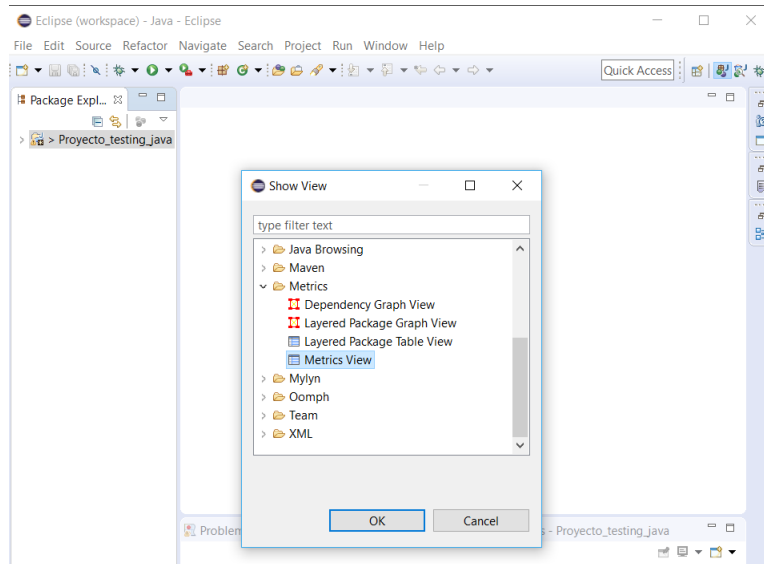 Eclipse (workspace) - Java - Eclipse
File Edit Source Refactor Navigate Search Project Run Window Help
Quick Access
Package Expl...
> Proyecto_testing_java
Show View
type filter text
Java Browsing
Maven
Metrics
Dependency Graph View
Layered Package Graph View
Layered Package Table View
Metrics View
Mylyn
Oomph
Team
XML
OK Cancel
Problem
s - Proyecto_testing_java